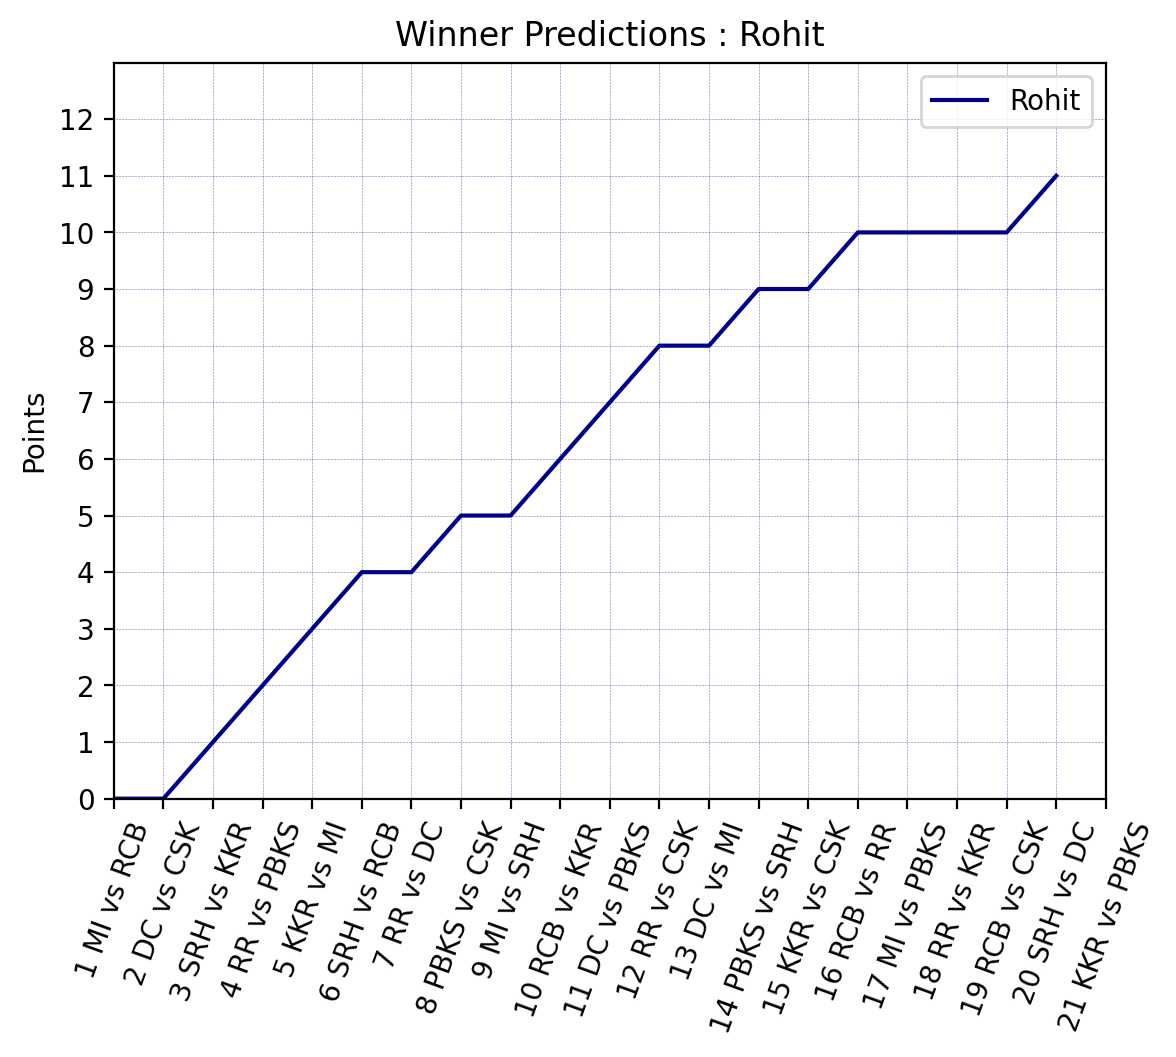 Winner Predictions : Rohit
Rohit
Points
12
11
10
9
8
7
6
5
4
3
2
1
0
1 MI vs RCB
2 DC vs CSK
3 SRH vs KKR
4 RR vs PBKS
5 KKR vs MI
6 SRH vs RCB
7 RR vs DC
8 PBKS vs CSK
9 MI vs SRH
10 RCB vs KKR
11 DC vs PBKS
12 RR vs CSK
13 DC vs MI
14 PBKS vs SRH
15 KKR vs CSK
16 RCB vs RR
17 MI vs PBKS
18 RR vs KKR
19 RCB vs CSK
20 SRH vs DC
21 KKR vs PBKS